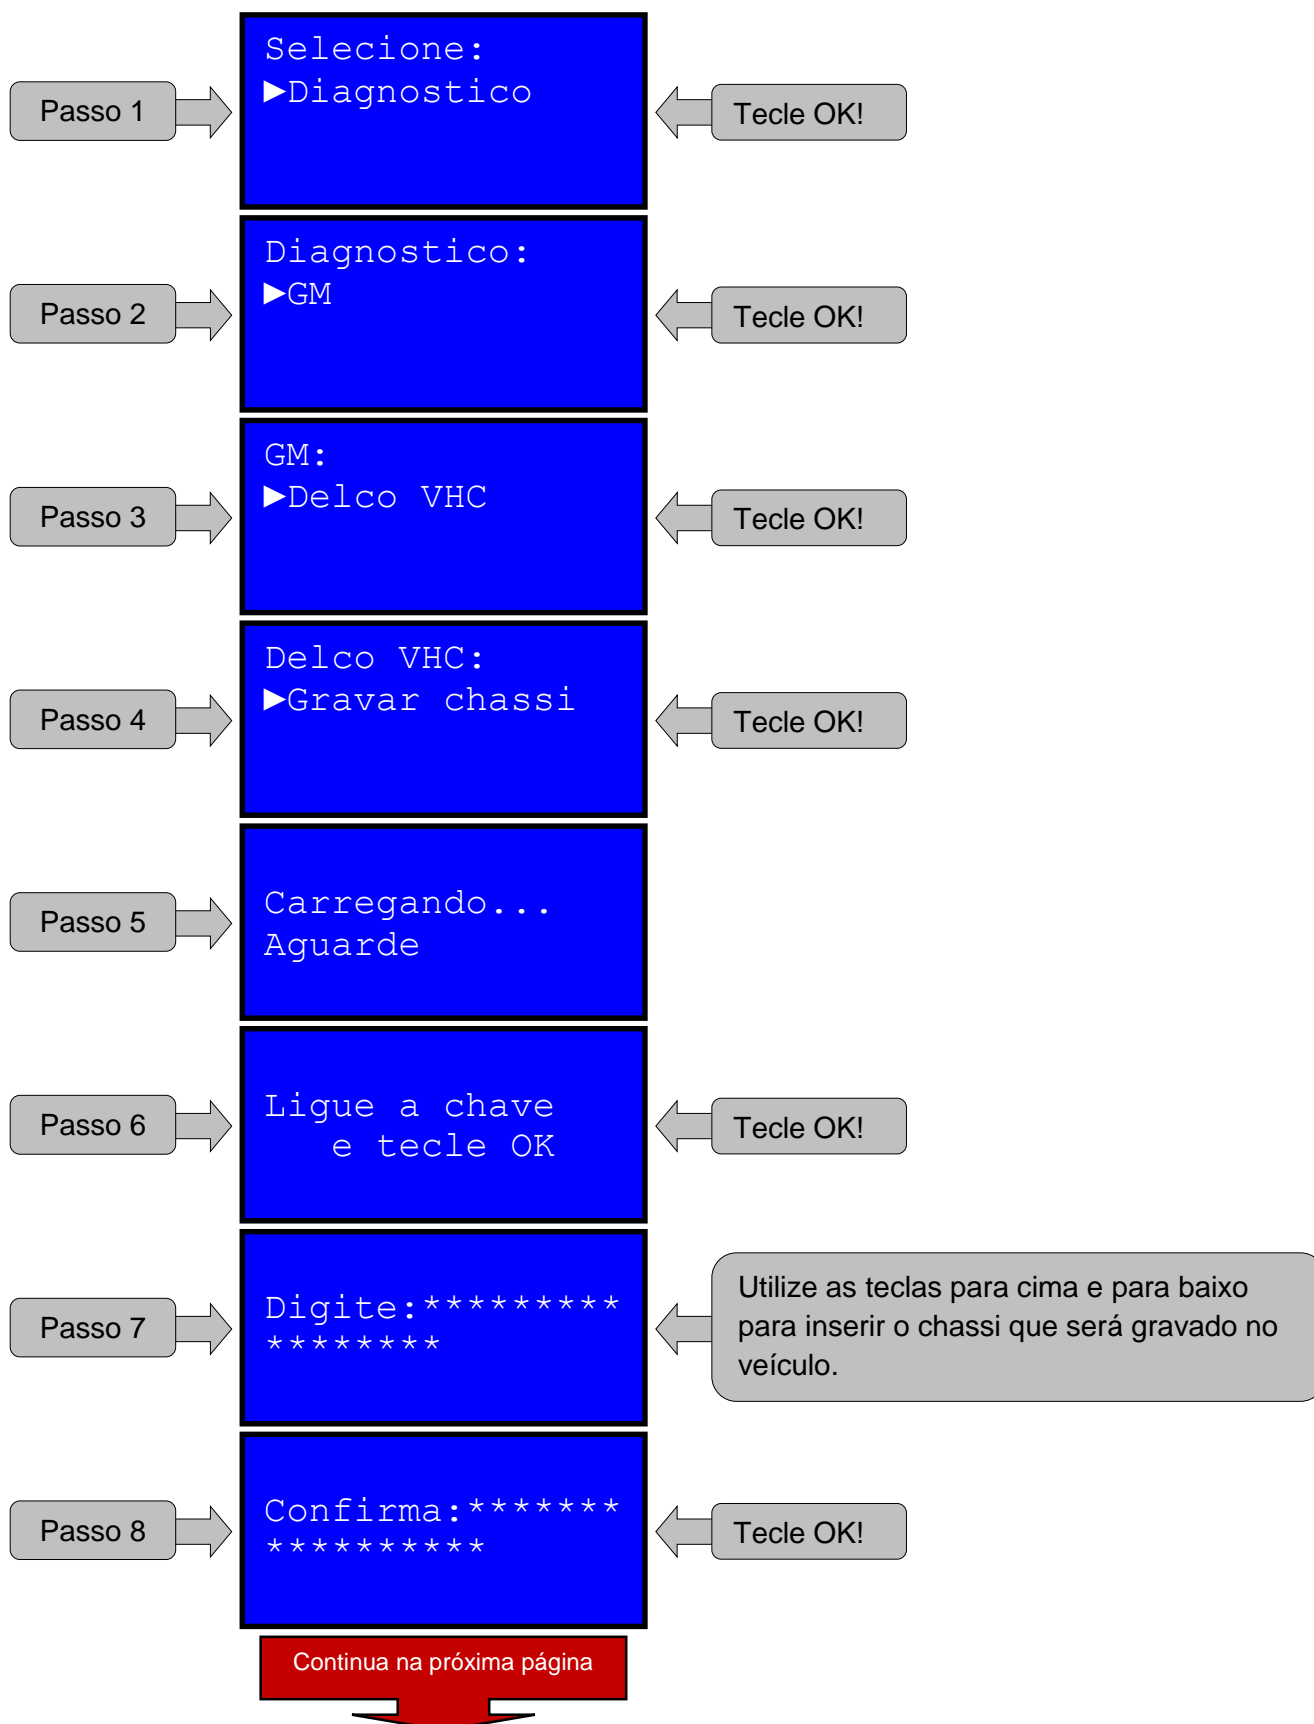 Passo 1
Selecione:
►Diagnostico
Tecle OK!
Passo 2
Diagnostico:
►GM
Tecle OK!
Passo 3
GM:
►Delco VHC
Tecle OK!
Passo 4
Delco VHC:
►Gravar chassi
Tecle OK!
Passo 5
Carregando...
Aguarde
Passo 6
Ligue a chave
e tecle OK
Tecle OK!
Passo 7
Digite:*********
********
Utilize as teclas para cima e para baixo
para inserir o chassi que será gravado no
veículo.
Passo 8
Confirma:*******
**********
Tecle OK!
Continua na próxima página